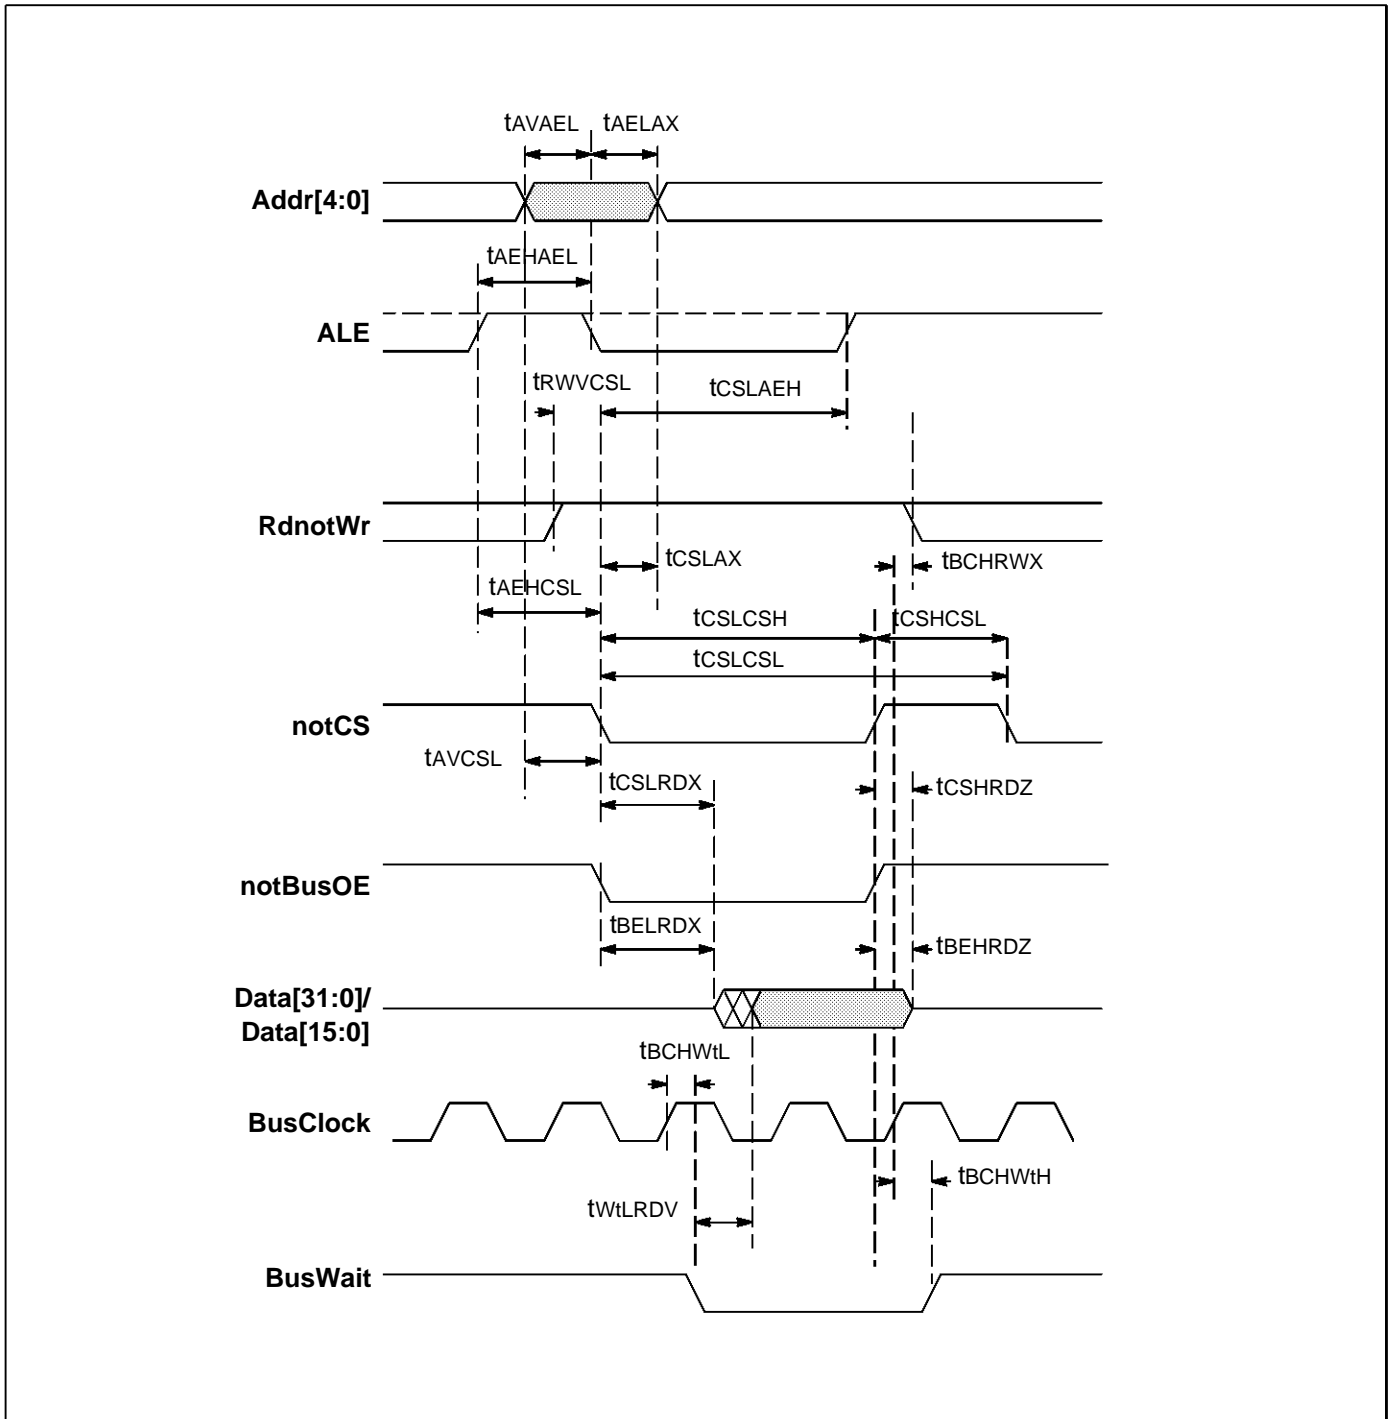 tAVAEL tAELAX
Addr[4:0]
tAEHAEL
ALE
tRWVCSL tCSLAEH
RdnotWr
tCSLAX tBCHRWX
tAEHCSL
tCSLCSH tCSHCSL
tCSLCSL
notCS
tAVCSL
tCSLRDX tCSHRDZ
notBusOE
tBELRDX tBEHRDZ
Data[31:0]/
Data[15:0]
tBCHWtL
BusClock
tBCHWtH
tWtLRDV
BusWait